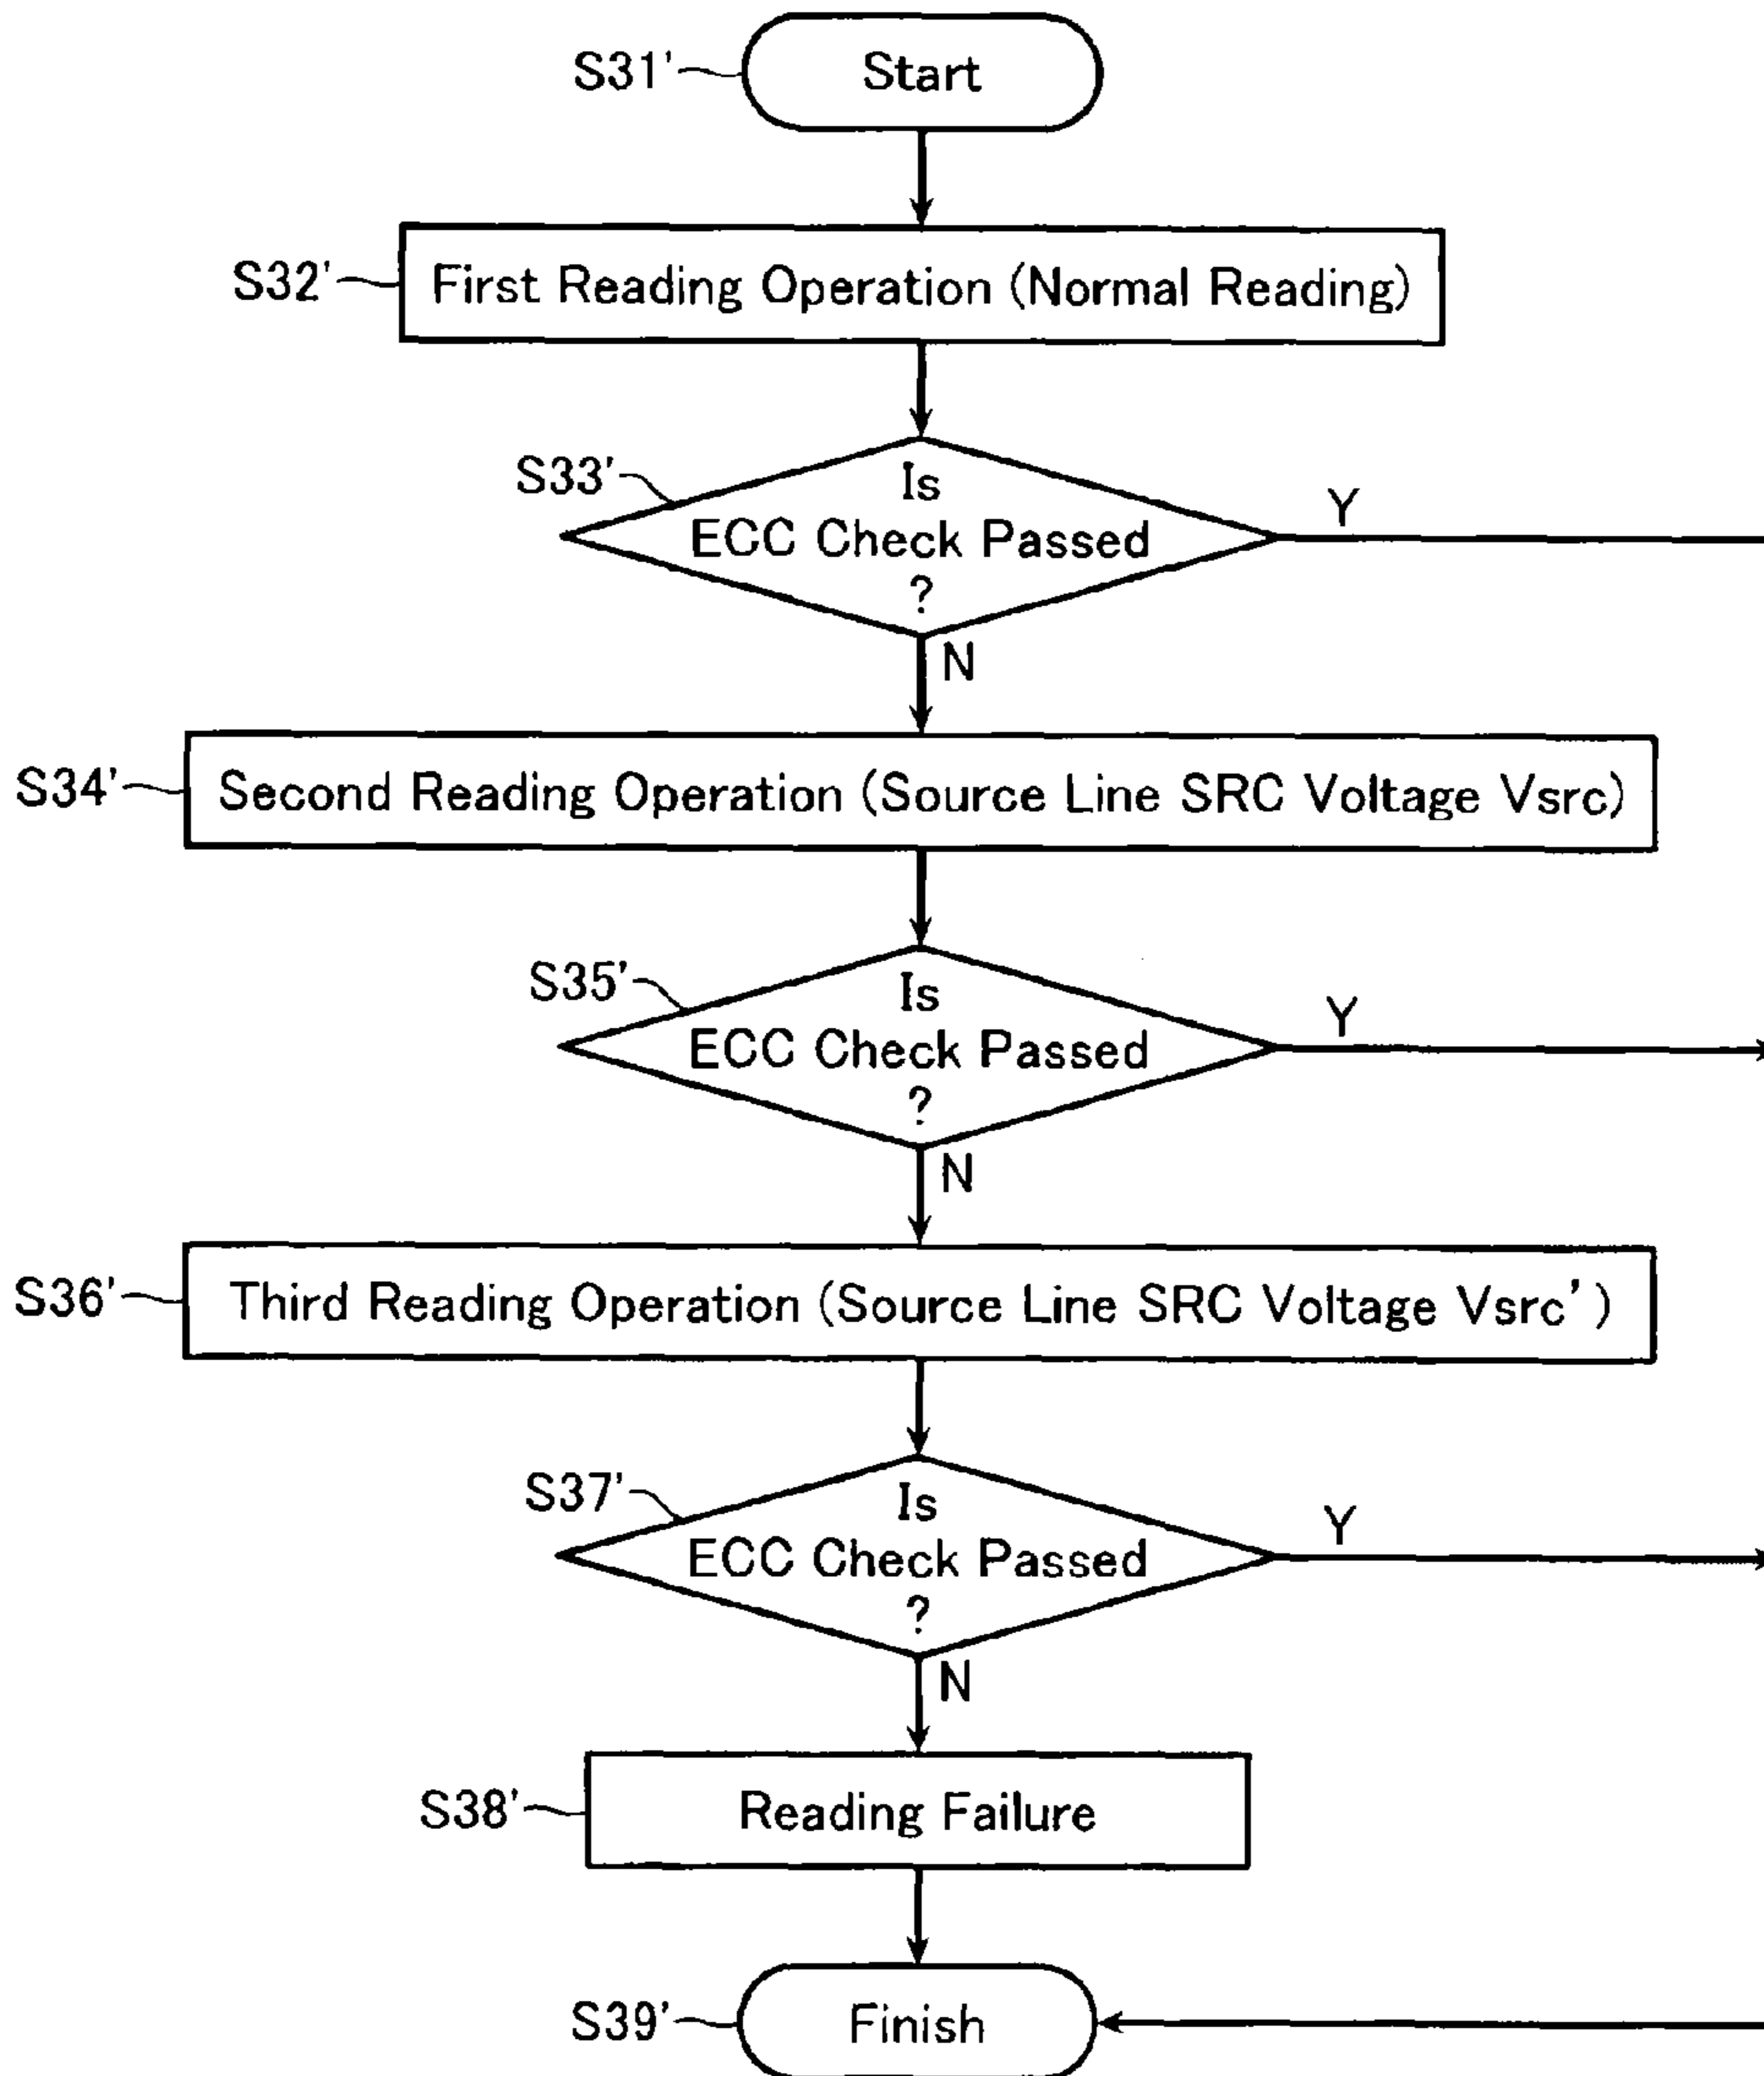 S31'
Start
S32'
First Reading Operation (Normal Reading)
S33'
Is
ECC Check Passed
?
Y
N
S34'
Second Reading Operation (Source Line SRC Voltage Vsrc)
S35'
Is
ECC Check Passed
?
Y
N
S36'
Third Reading Operation (Source Line SRC Voltage Vsrc')
S37'
Is
ECC Check Passed
?
Y
N
S38'
Reading Failure
S39'
Finish